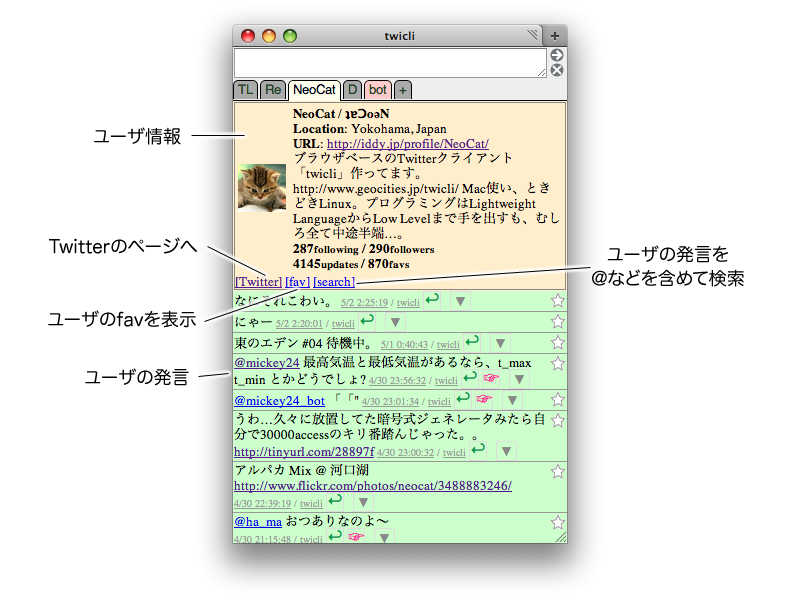 twicli
+
TL Re NeoCat D bot +
NeoCat / ʇɐƆoǝN
Location: Yokohama, Japan
URL: http://iddy.jp/profile/NeoCat/
ブラウザベースのTwitterクライアント
「twicli」作ってます。
http://www.geocities.jp/twicli/ Mac使い、とき
どきLinux。プログラミングはLightweight
LanguageからLow Levelまで手を出すも、むし
ろ全て中途半端…。
287following / 290followers
4145updates / 870favs
[Twitter] [fav] [search]
ユーザ情報
Twitterのページへ
ユーザのfavを表示
ユーザの発言
ユーザの発言を
@などを含めて検索
なにそれこわい。 5/2 2:25:19 / twicli
にゃー 5/2 2:20:01 / twicli
東のエデン #04 待機中。 5/1 0:40:43 / twicli
@mickey24 最高気温と最低気温があるなら、t_max
t_min とかどうでしょ? 4/30 23:56:32 / twicli
@mickey24_bot 「「" 4/30 23:01:34 / twicli
うわ…久々に放置してた暗号式ジェネレータみたら自
分で30000accessのキリ番踏んじゃった。。
http://tinyurl.com/28897f 4/30 23:00:32 / twicli
アルパカ Mix @ 河口湖
http://www.flickr.com/photos/neocat/3488883246/
4/30 22:39:19 / twicli
@ha_ma おつありなのよ〜
4/30 21:15:48 / twicli